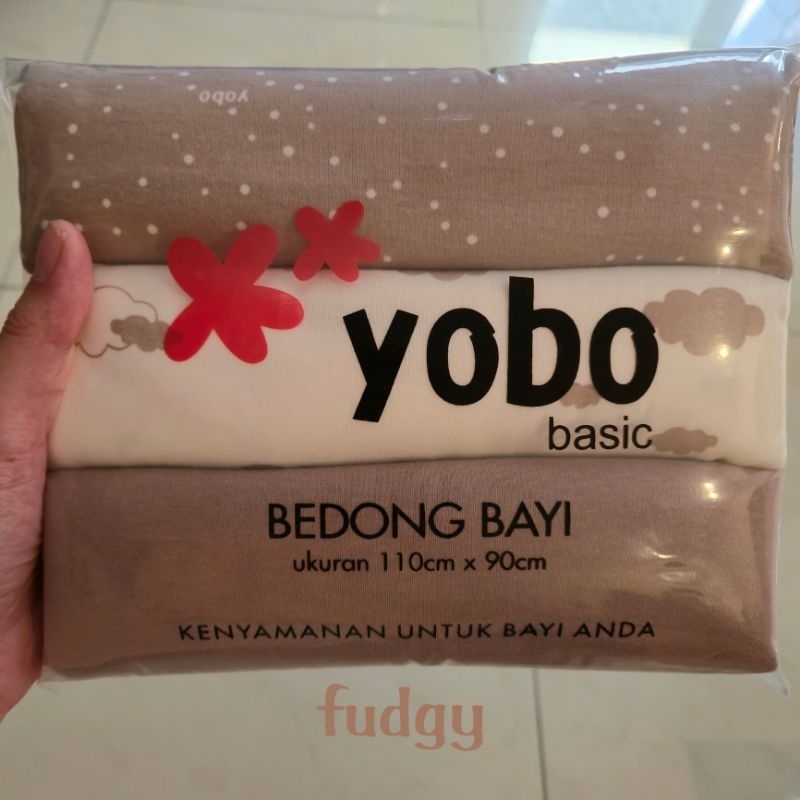 yobo
yobo
basic
BEDONG BAYI
ukuran 110cm x 90cm
KENYAMANAN UNTUK BAYI ANDA
fudgy